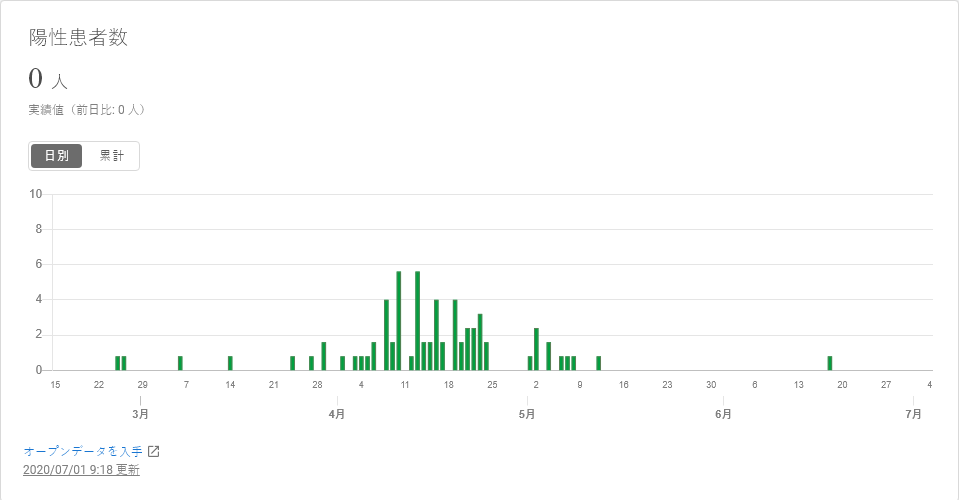 陽性患者数
0 人
実績値（前日比: 0 人）
日別 累計
10
8
6
4
2
0
15 22 29 7 14 21 28 4 11 18 25 2 9 16 23 30 6 13 20 27 4
3月 4月 5月 6月 7月
オープンデータを入手
2020/07/01 9:18 更新